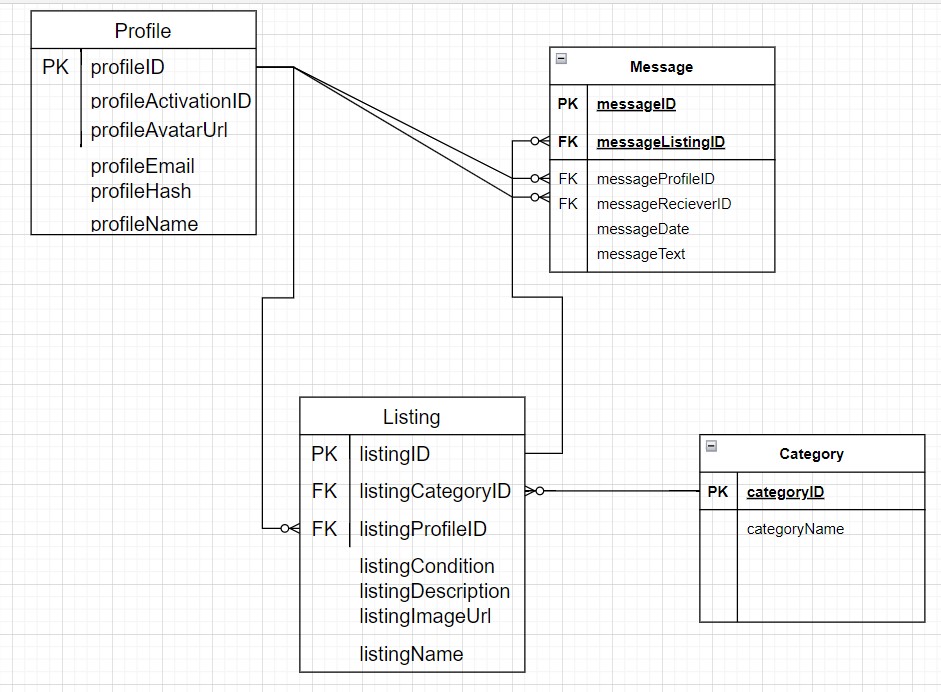 Profile
PK profileID
profileActivationID
profileAvatarUrl
profileEmail
profileHash
profileName
Message
PK messageID
FK messageListingID
FK messageProfileID
FK messageRecieverID
messageDate
messageText
Listing
PK listingID
FK listingCategoryID
FK listingProfileID
listingCondition
listingDescription
listingImageUrl
listingName
Category
PK categoryID
categoryName